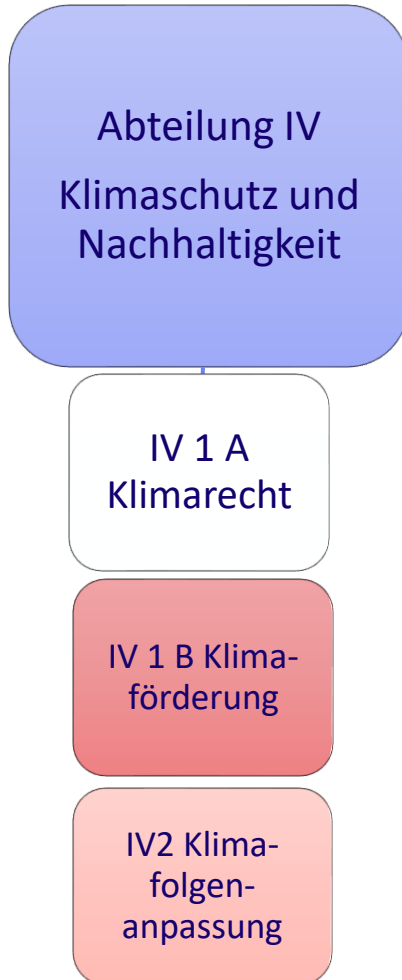 Abteilung IV
Klimaschutz und
Nachhaltigkeit
IV 1 A
Klimarecht
IV 1 B Klima-
förderung
IV2 Klima-
folgen-
anpassung